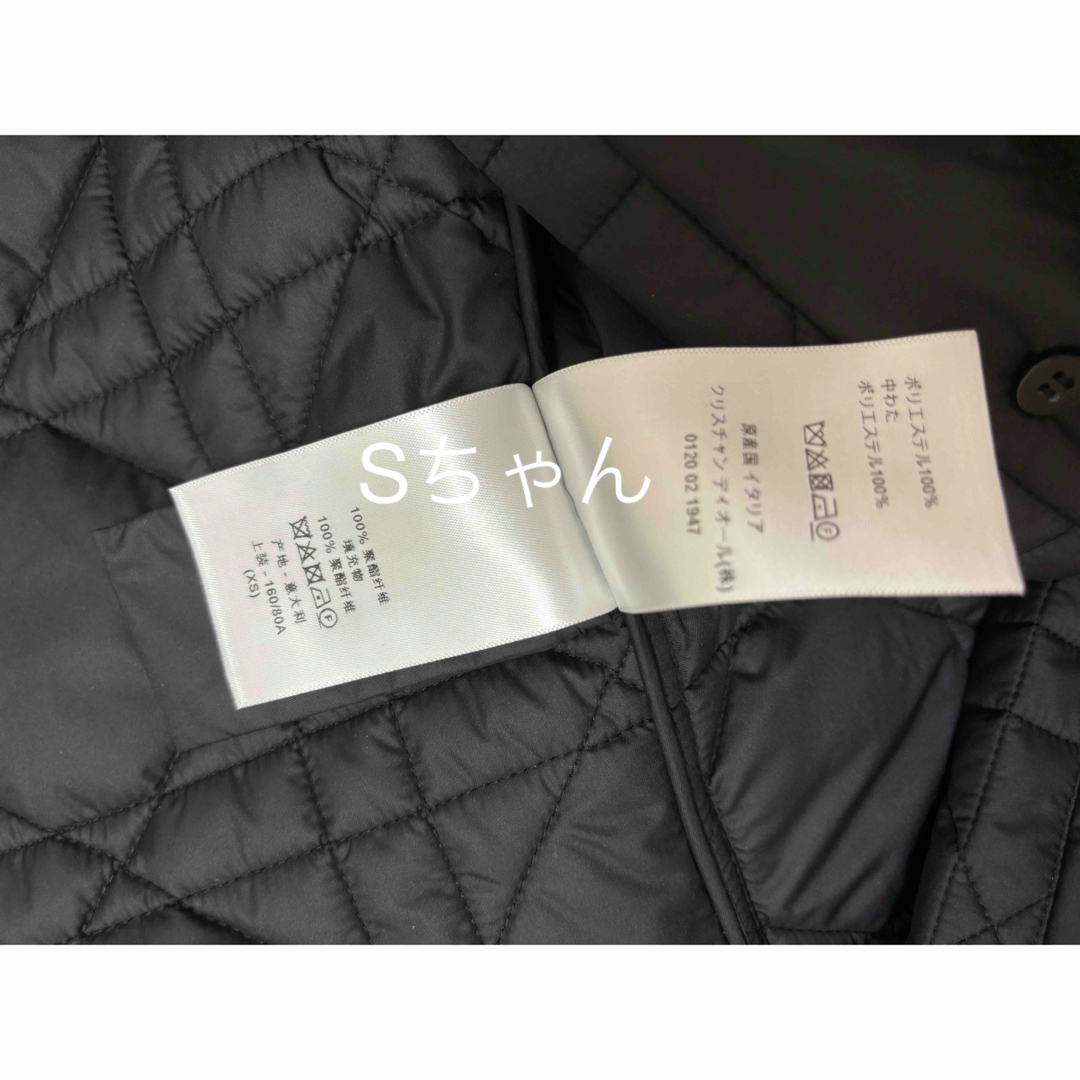 Sちゃん
100% 聚酯纤维
填充物
100% 聚酯纤维
F
产地 - 意大利
上装 - 160/80A
(XS)
ポリエステル100%
中わた
ポリエステル100%
F
原産国 イタリア
クリスチャン ディオール(株)
0120 02 1947